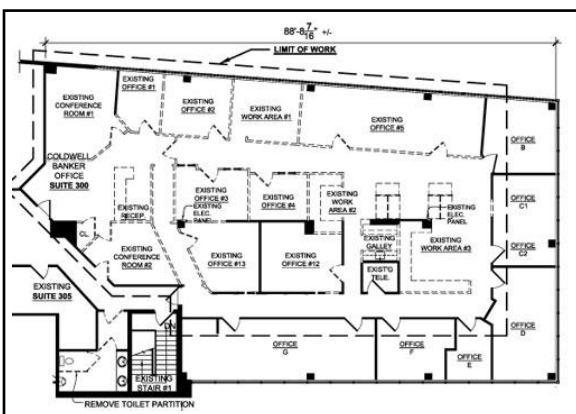 88'-8 7/16" +/-
LIMIT OF WORK
EXISTING
OFFICE #1
EXISTING
CONFERENCE
ROOM #1
EXISTING
OFFICE #2
EXISTING
WORK AREA #1
EXISTING
OFFICE #5
OFFICE
B
COLDWELL
BANKER
OFFICE
SUITE 300
EXISTING
OFFICE #3
EXISTING
OFFICE #4
EXISTING
WORK
AREA #2
EXISTING
RECEP.
EXISTING
ELEC.
PANEL
EXISTING
ELEC.
PANEL
OFFICE
C1
CL.
EXISTING
CONFERENCE
ROOM #2
EXISTING
OFFICE #13
EXISTING
OFFICE #12
EXISTING
GALLEY
EXISTING
WORK AREA #3
OFFICE
C2
EXIST'G
TELE.
EXISTING
SUITE 305
DN
OFFICE
G
OFFICE
F
OFFICE
E
OFFICE
D
EXISTING
STAIR #1
REMOVE TOILET PARTITION